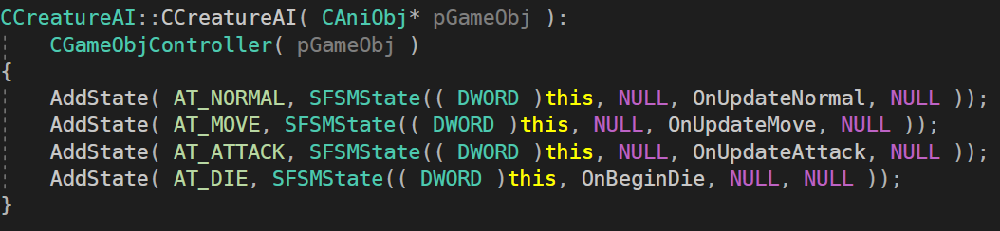 CCreatureAI::CCreatureAI( CAniObj* pGameObj ):
    CGameObjController( pGameObj )
{
    AddState( AT_NORMAL, SFSMState(( DWORD )this, NULL, OnUpdateNormal, NULL ));
    AddState( AT_MOVE, SFSMState(( DWORD )this, NULL, OnUpdateMove, NULL ));
    AddState( AT_ATTACK, SFSMState(( DWORD )this, NULL, OnUpdateAttack, NULL ));
    AddState( AT_DIE, SFSMState(( DWORD )this, OnBeginDie, NULL, NULL ));
}